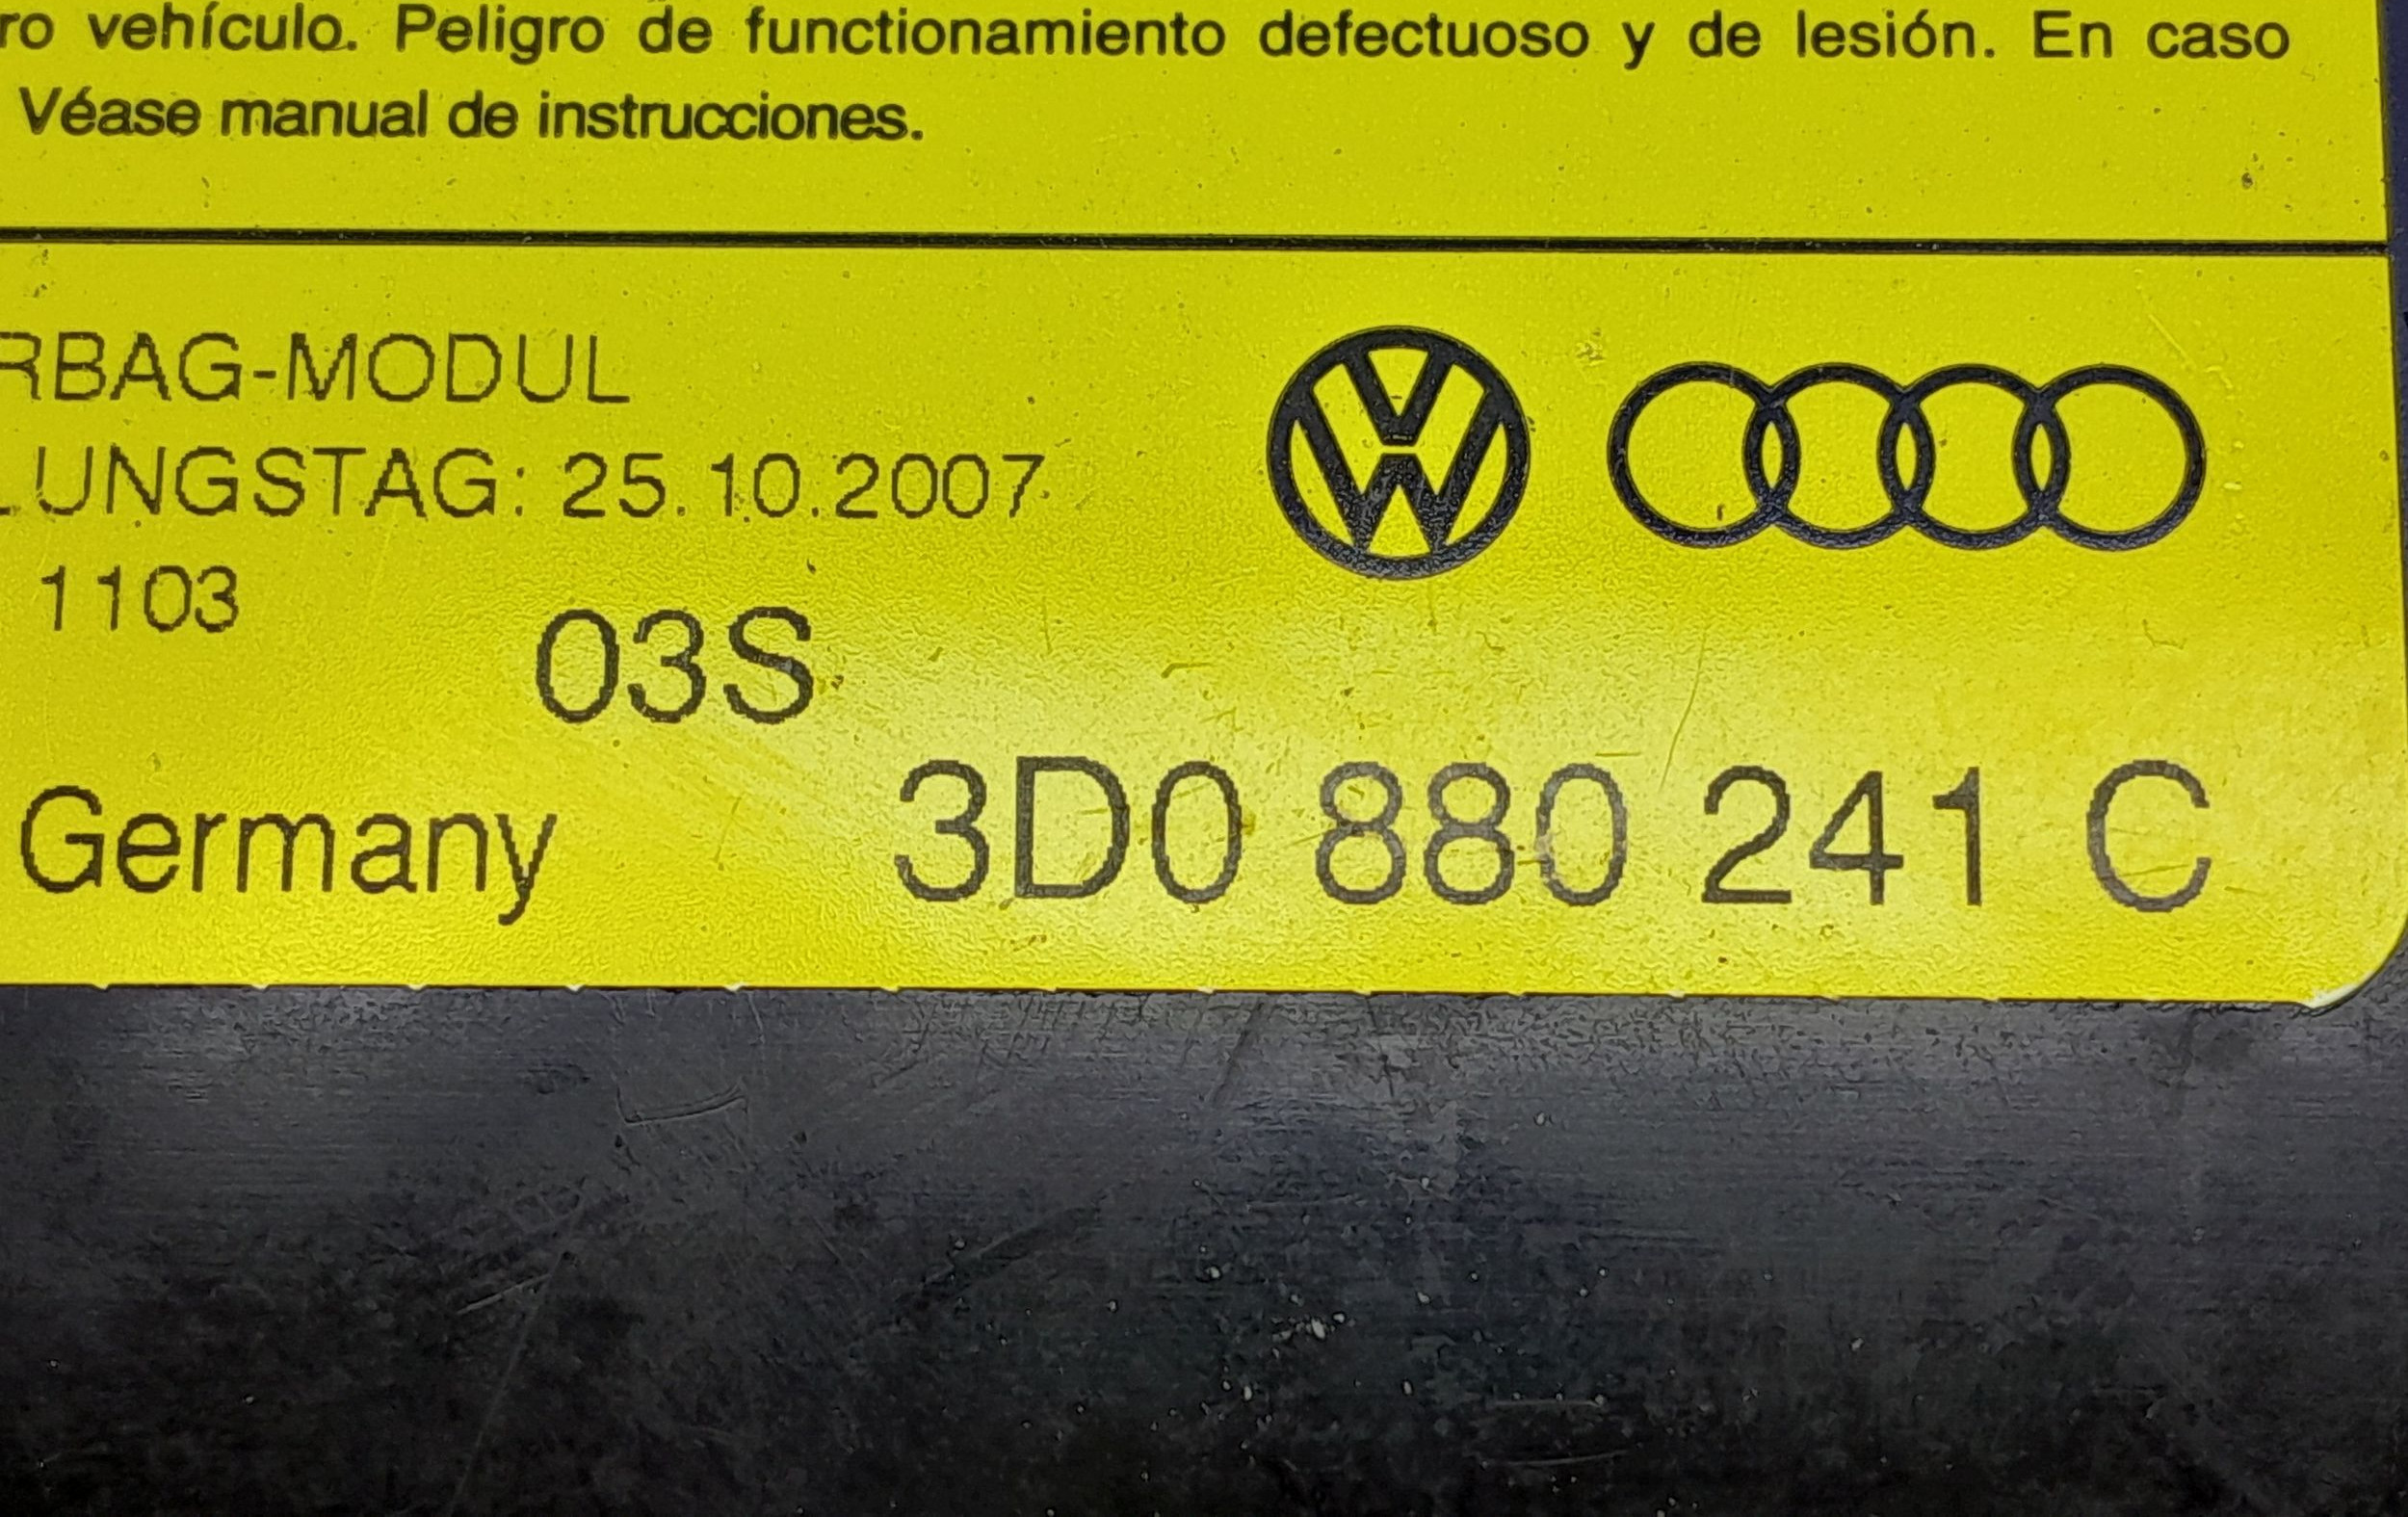 ro vehículo. Peligro de functionamiento defectuoso y de lesión. En caso
Véase manual de instrucciones.
RBAG-MODUL
LUNGSTAG: 25.10.2007
1103
03S
Germany
3D0 880 241 C